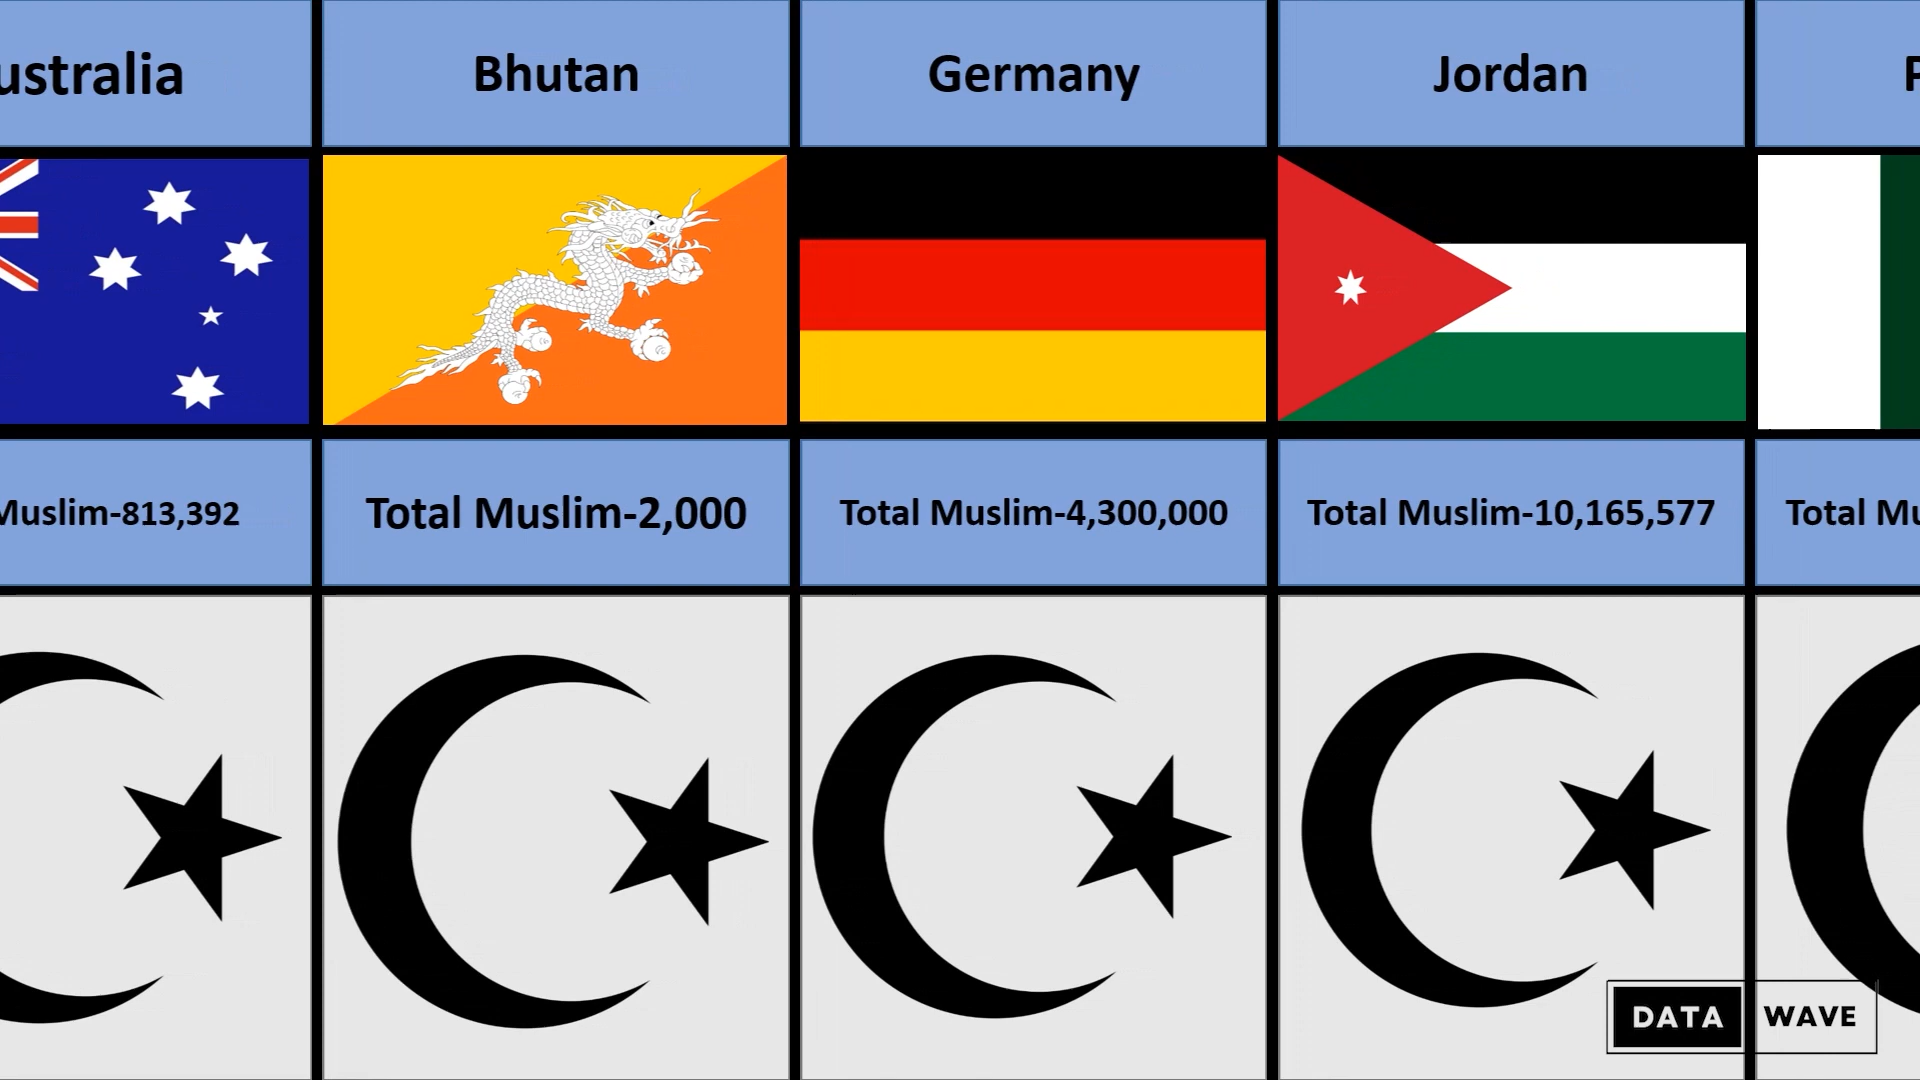 ustralia
Bhutan
Germany
Jordan
P
Muslim-813,392
Total Muslim-2,000
Total Muslim-4,300,000
Total Muslim-10,165,577
Total Mu
DATA WAVE